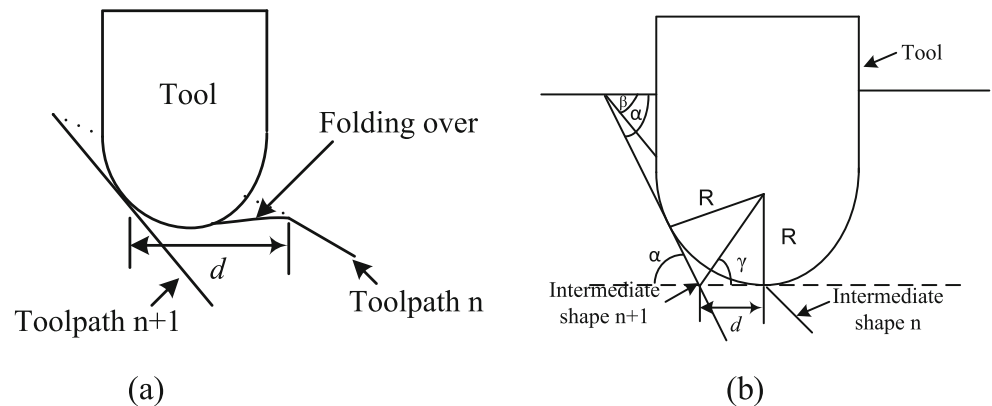 Tool
Folding over
d
Toolpath n
Toolpath n+1
(a)
Tool
β
α
R
R
α
γ
Intermediate
shape n+1
d
Intermediate
shape n
(b)